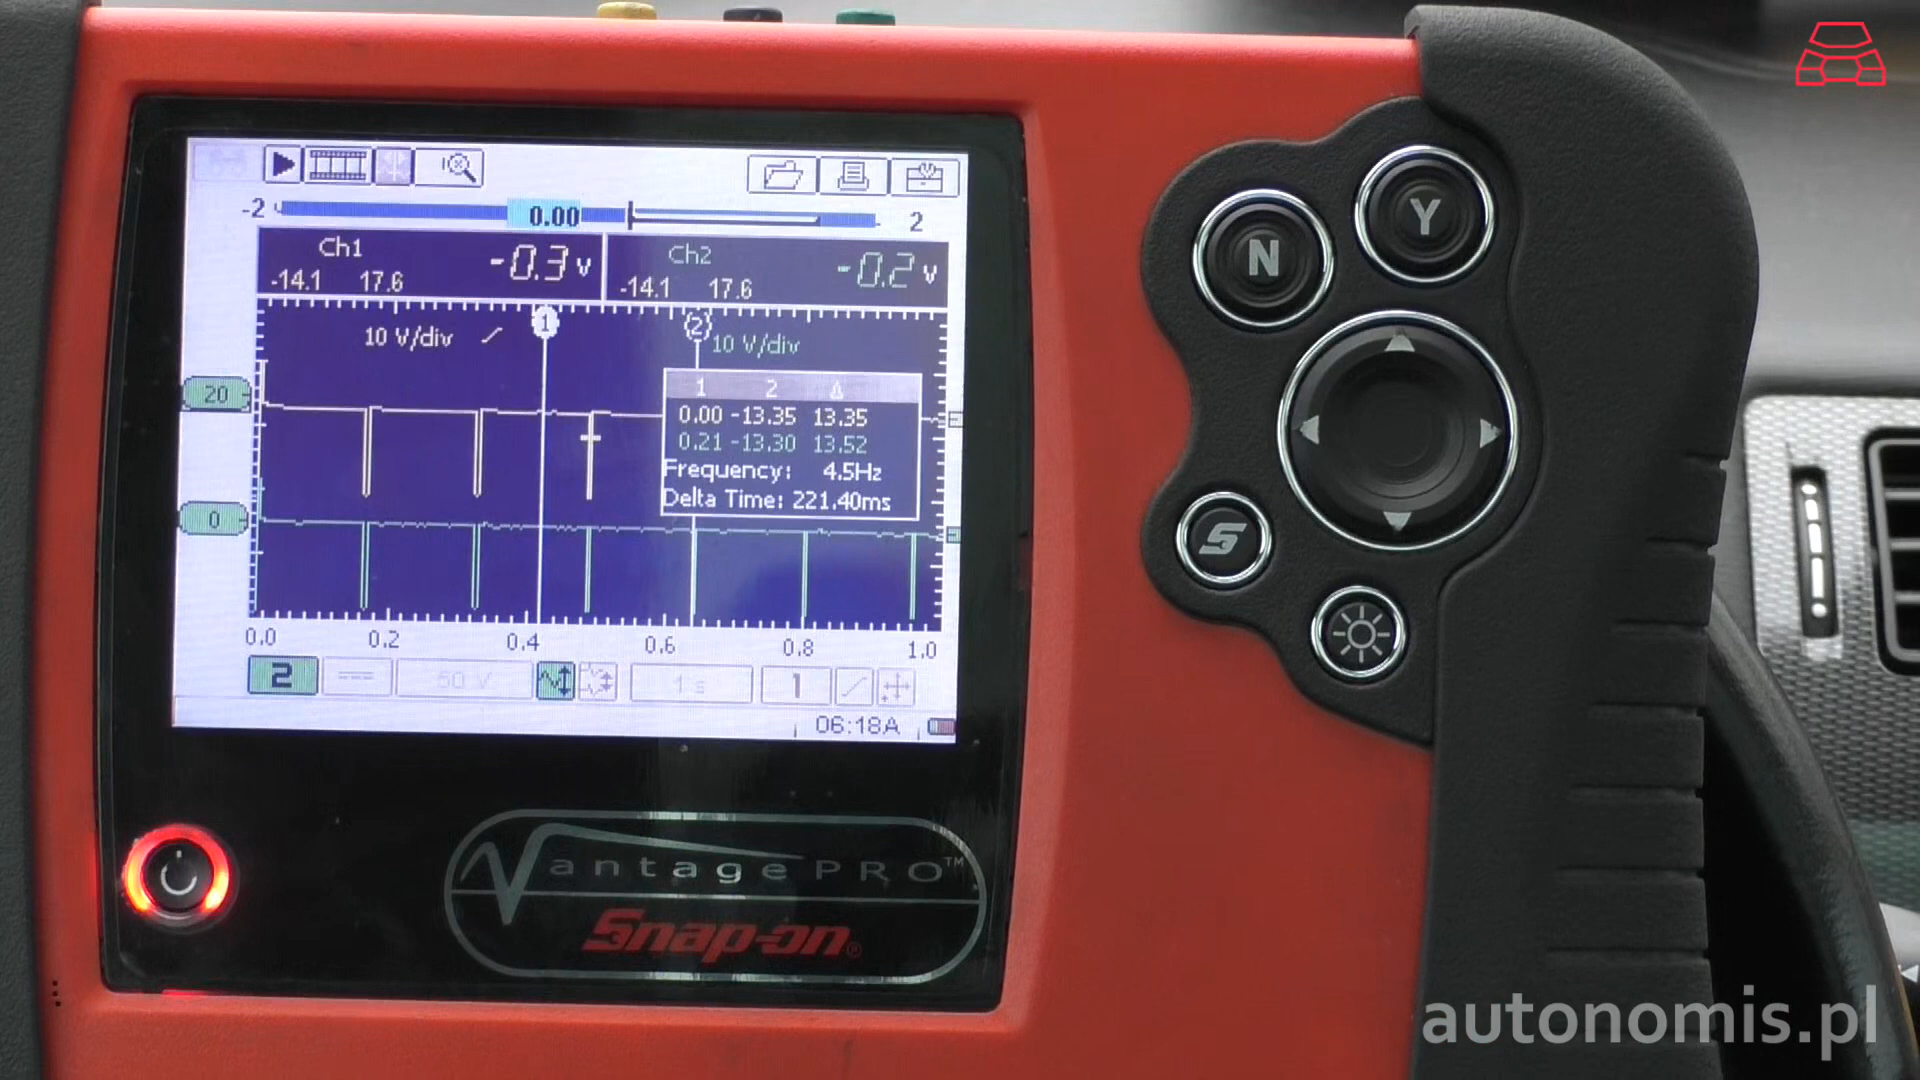 -2 0.00 2
Ch1 -0.3 V
-14.1 17.6
Ch2 -0.2 V
-14.1 17.6
1 2
10 V/div 10 V/div
20
0
1 2 Δ
0.00 -13.35 13.35
0.21 -13.30 13.52
Frequency: 4.5Hz
Delta Time: 221.40ms
0.0 0.2 0.4 0.6 0.8 1.0
2 50 V 1 s 1
06:18A
VantagePRO™
Snap-on®
N
Y
S
autonomis.pl